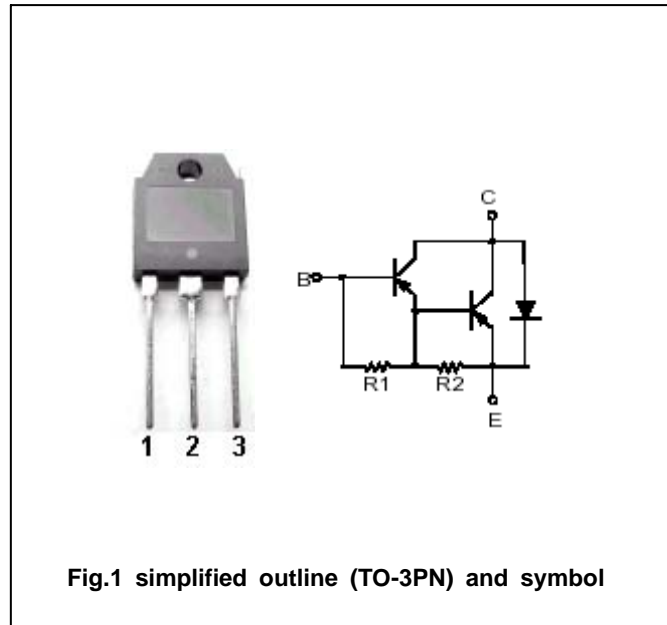 C
B
R1
R2
E
1 2 3
Fig.1 simplified outline (TO-3PN) and symbol